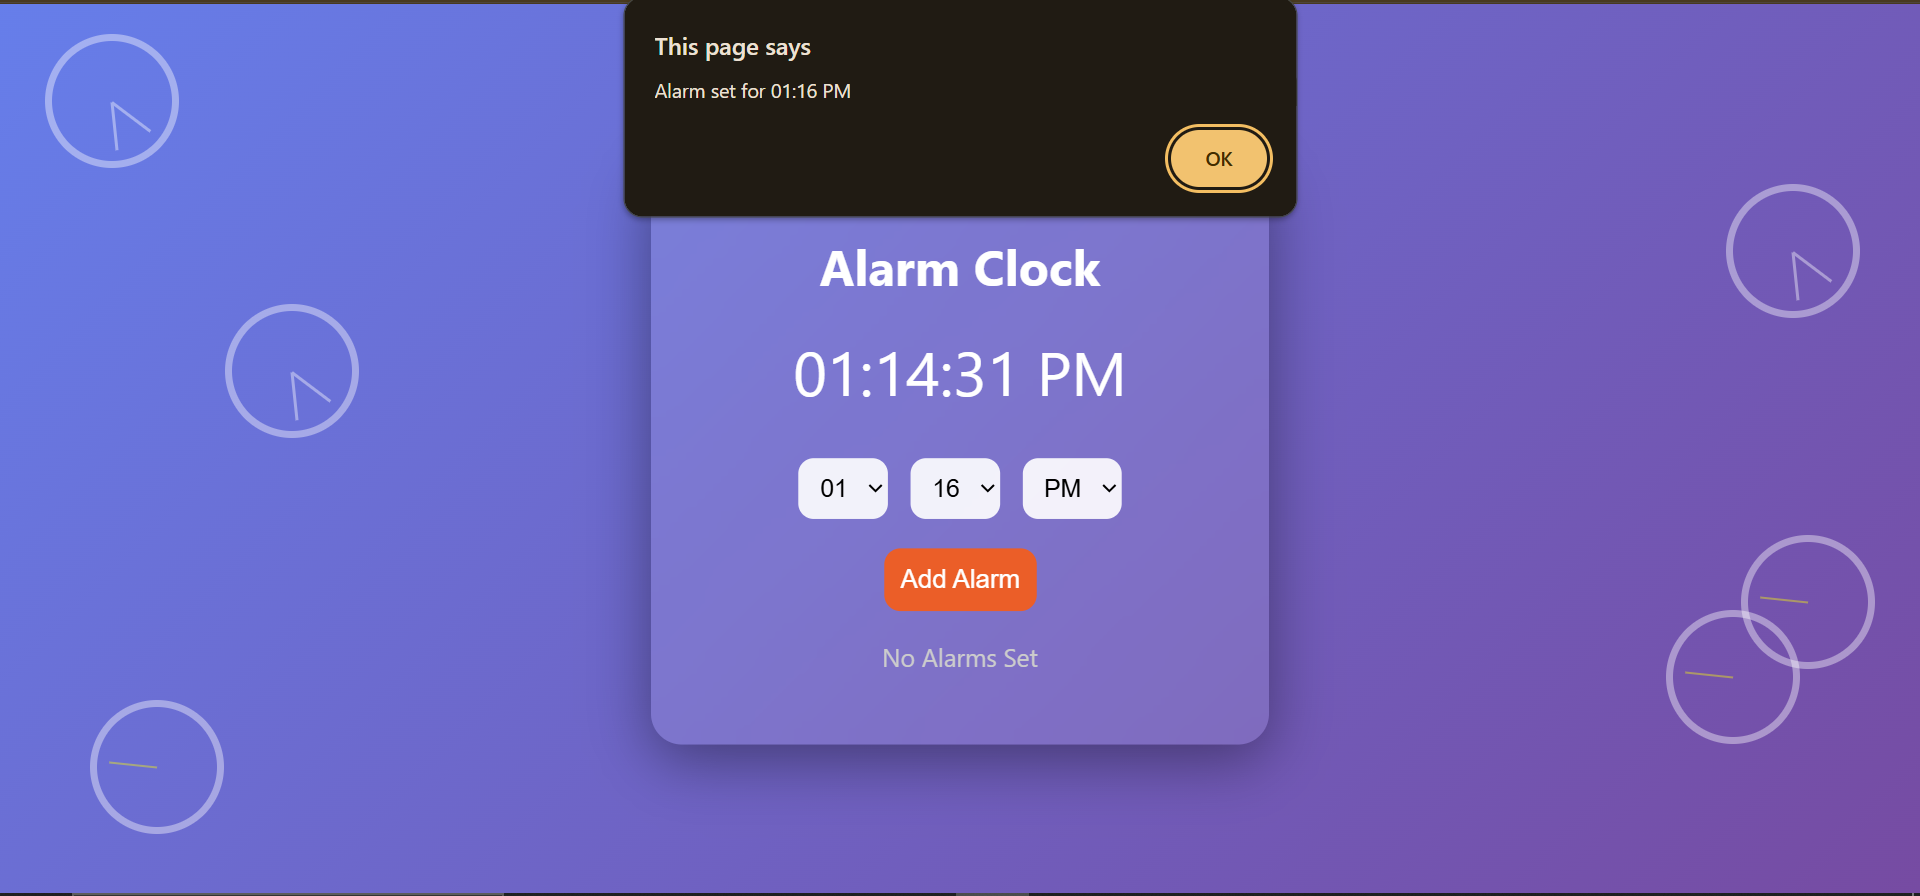 This page says
Alarm set for 01:16 PM
OK
Alarm Clock
01:14:31 PM
01 16 PM
Add Alarm
No Alarms Set